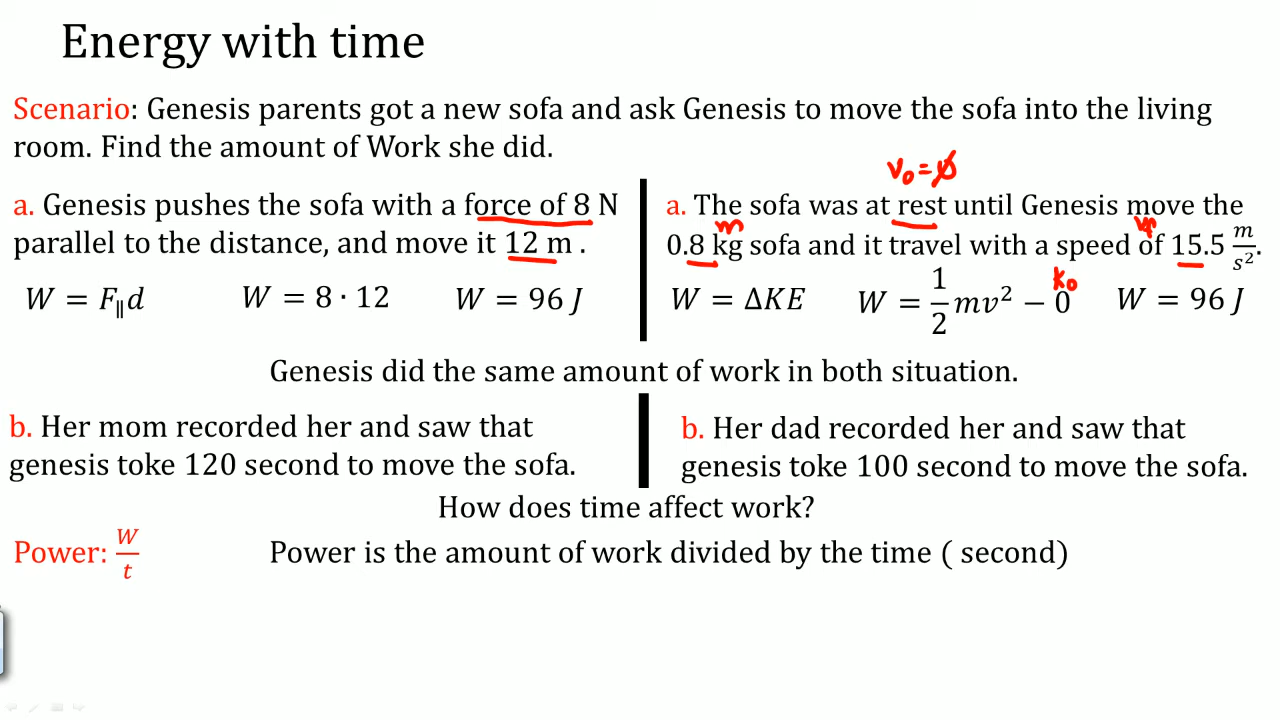 Energy with time
Scenario: Genesis parents got a new sofa and ask Genesis to move the sofa into the living
room. Find the amount of Work she did.
v₀=0
a. Genesis pushes the sofa with a force of 8 N
parallel to the distance, and move it 12 m .
W = F∥d
W = 8 · 12
W = 96 J
a. The sofa was at rest until Genesis move the
m
0.8 kg sofa and it travel with a speed of 15.5 m/s².
k₀
W = ΔKE
W = 1/2 mv² − 0
W = 96 J
Genesis did the same amount of work in both situation.
b. Her mom recorded her and saw that
genesis toke 120 second to move the sofa.
b. Her dad recorded her and saw that
genesis toke 100 second to move the sofa.
How does time affect work?
Power: W/t
Power is the amount of work divided by the time ( second)